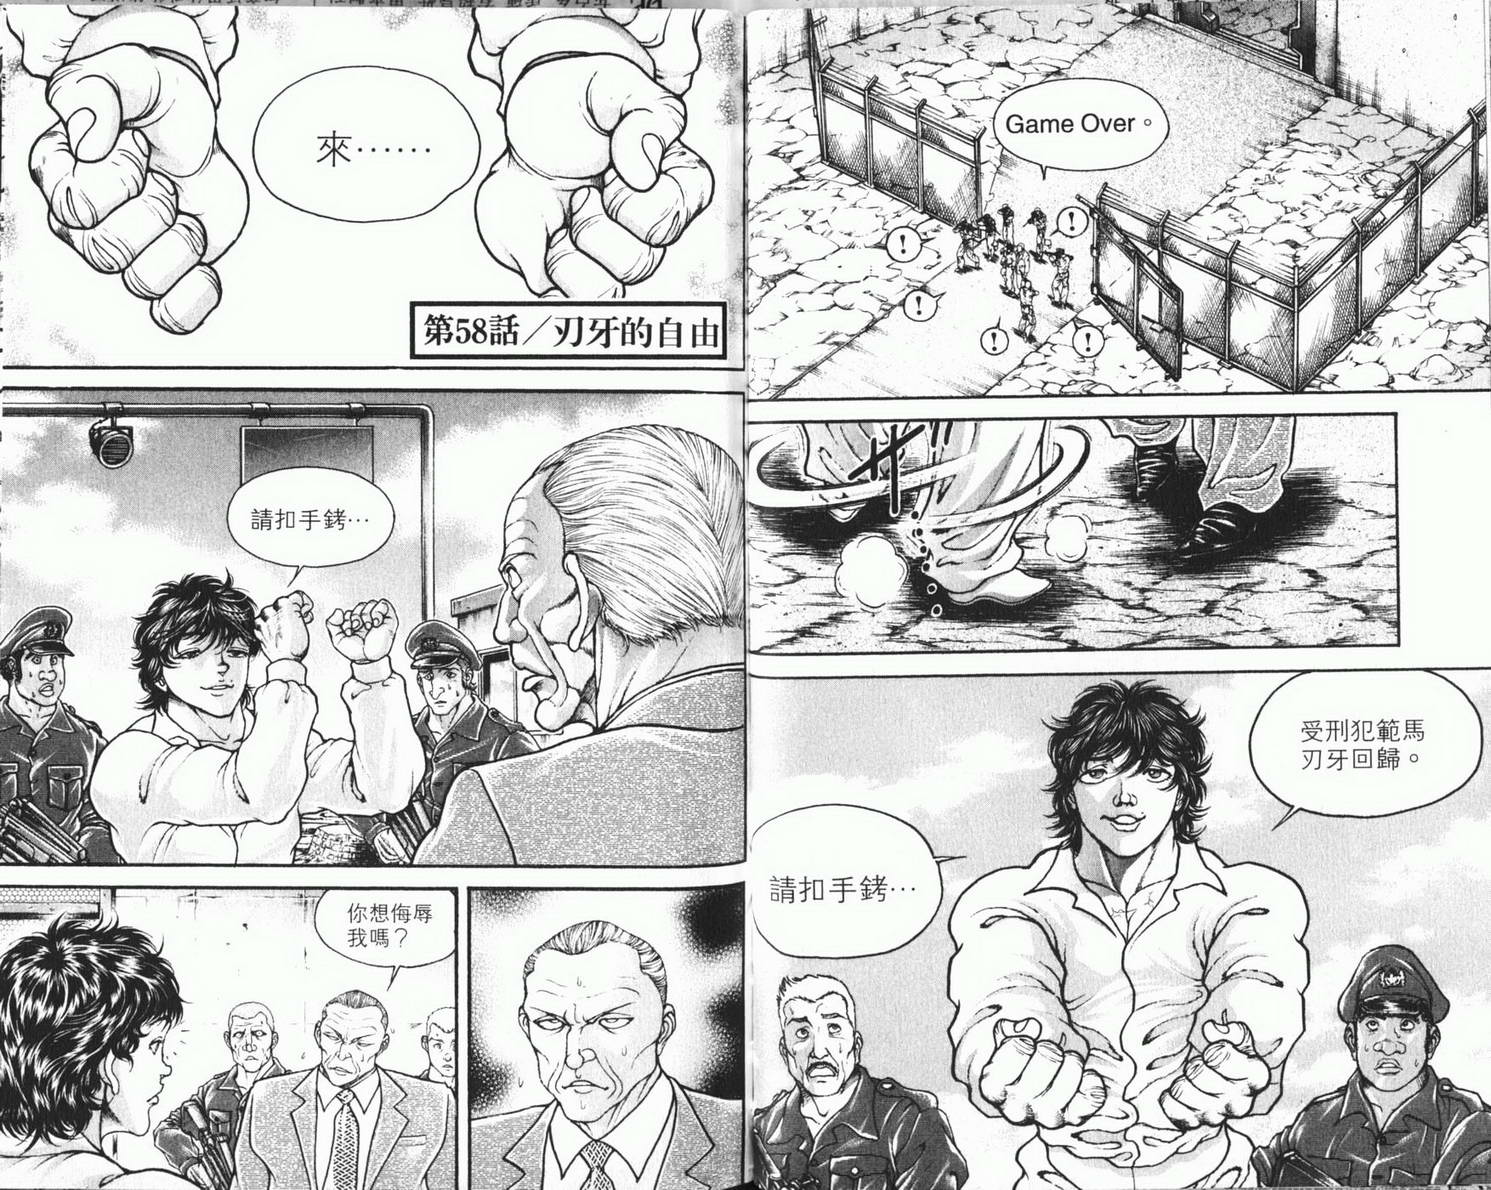 Game Over。
!
!
!
!
!
受刑犯範馬
刃牙回歸。
請扣手銬…
來……
第58話／刃牙的自由
請扣手銬…
你想侮辱
我嗎？